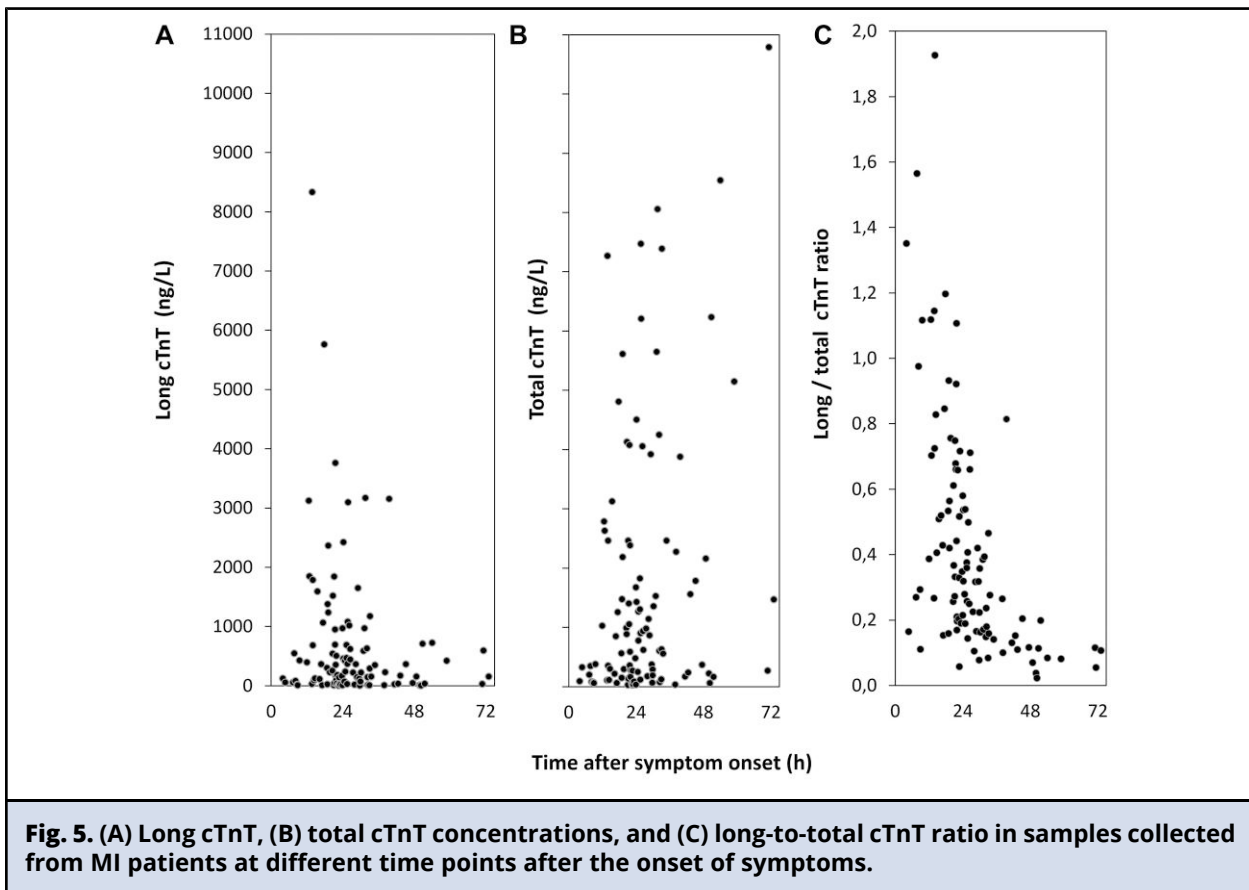 A
11000
10000
9000
8000
7000
6000
5000
4000
3000
2000
1000
0
Long cTnT (ng/L)
0 24 48 72
B
Total cTnT (ng/L)
0 24 48 72
C
2,0
1,8
1,6
1,4
1,2
1,0
0,8
0,6
0,4
0,2
0,0
Long / total cTnT ratio
0 24 48 72
Time after symptom onset (h)
Fig. 5. (A) Long cTnT, (B) total cTnT concentrations, and (C) long-to-total cTnT ratio in samples collected
from MI patients at different time points after the onset of symptoms.